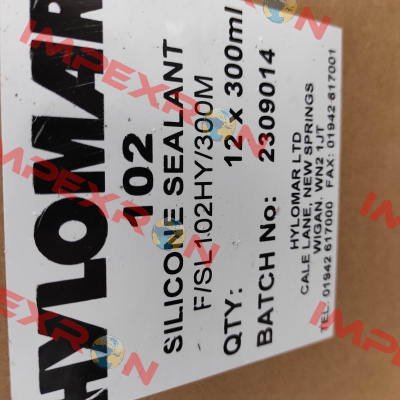 HYLOMAR
102
SILICONE SEALANT
F/SL102HY/300M
QTY: 12 x 300ml
BATCH No: 2309014
HYLOMAR LTD
CALE LANE, NEW SPRINGS
WIGAN. WN2 1JT
TEL: 01942 617000 FAX: 01942 617001
IMPEXRON
IMPEXRON
IMPEXRON